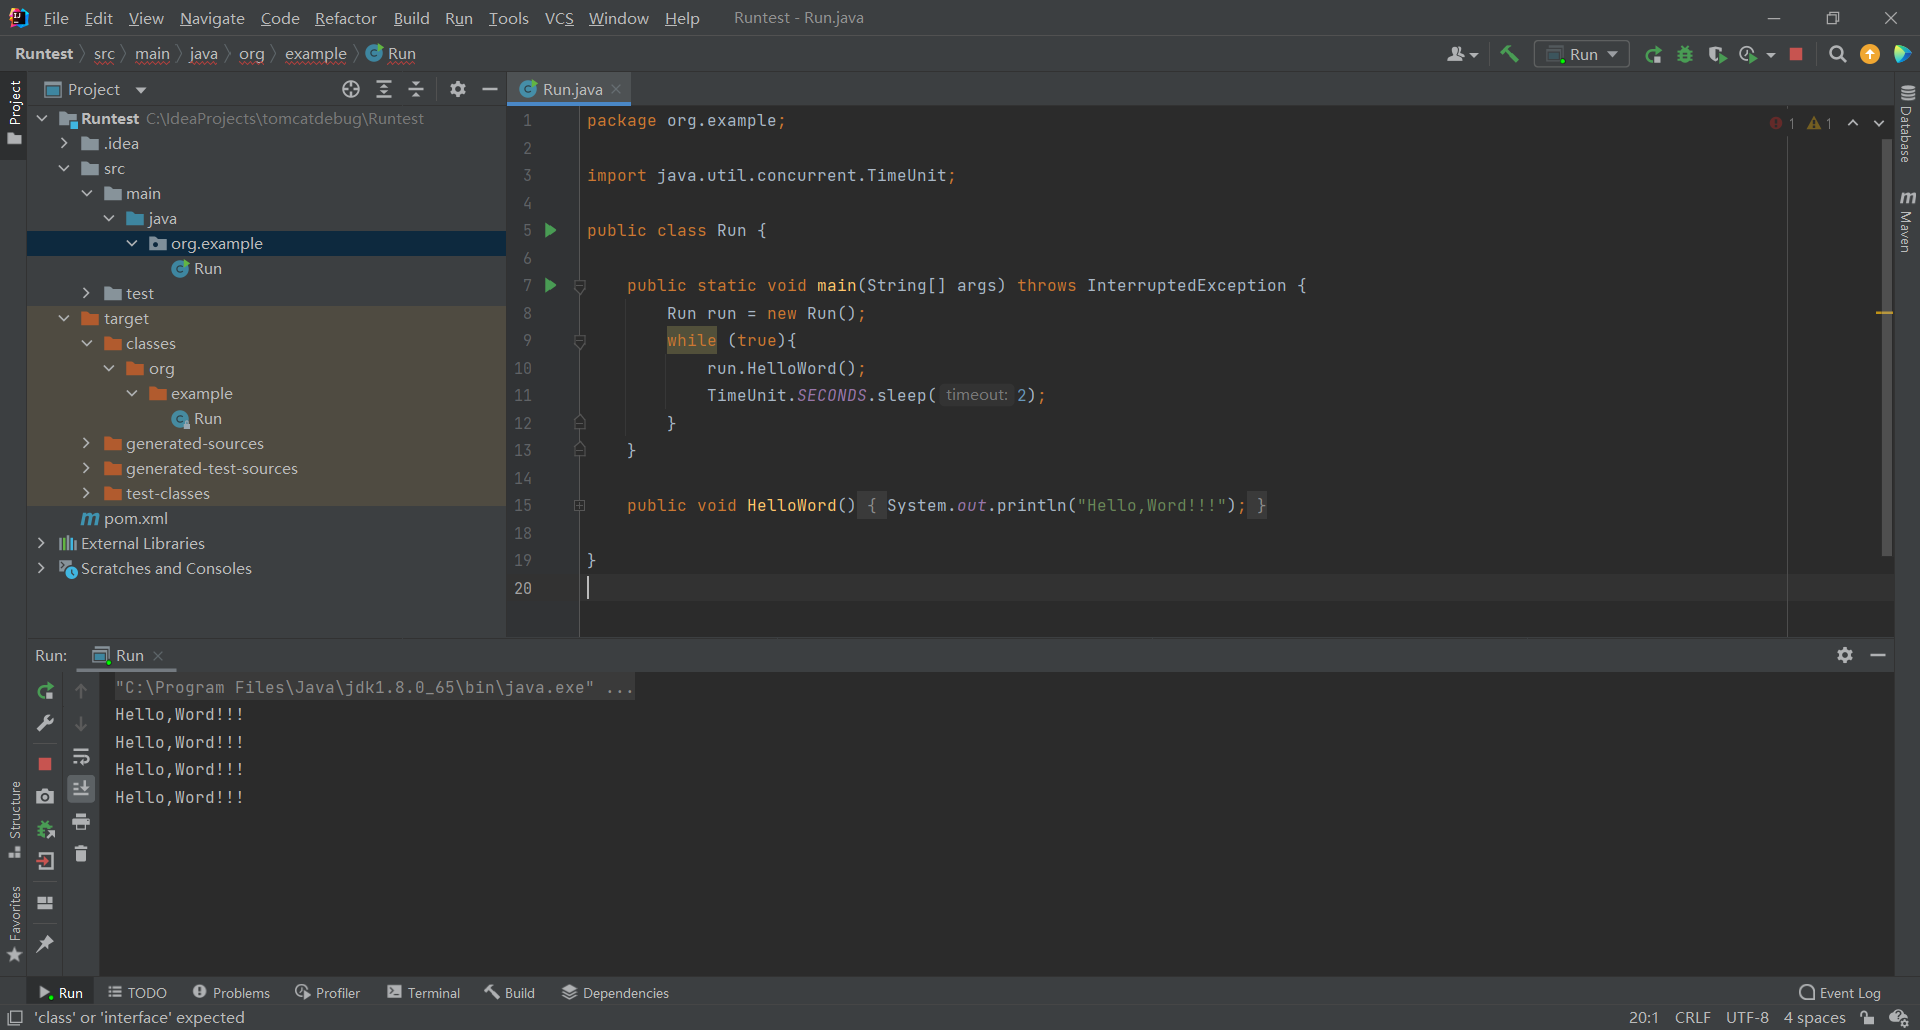 File Edit View Navigate Code Refactor Build Run Tools VCS Window Help Runtest - Run.java
Runtest src main java org example Run
Run
Project
Project
Run.java
Runtest C:\IdeaProjects\tomcatdebug\Runtest
.idea
src
main
java
org.example
Run
test
target
classes
org
example
Run
generated-sources
generated-test-sources
test-classes
pom.xml
External Libraries
Scratches and Consoles
1 package org.example;
2
3 import java.util.concurrent.TimeUnit;
4
5 public class Run {
6
7 public static void main(String[] args) throws InterruptedException {
8 Run run = new Run();
9 while (true){
10 run.HelloWord();
11 TimeUnit.SECONDS.sleep( timeout: 2);
12 }
13 }
14
15 public void HelloWord() { System.out.println("Hello,Word!!!"); }
18
19 }
20
1 1
Database
Maven
Run: Run
"C:\Program Files\Java\jdk1.8.0_65\bin\java.exe" ...
Hello,Word!!!
Hello,Word!!!
Hello,Word!!!
Hello,Word!!!
Structure
Favorites
Run TODO Problems Profiler Terminal Build Dependencies Event Log
'class' or 'interface' expected 20:1 CRLF UTF-8 4 spaces